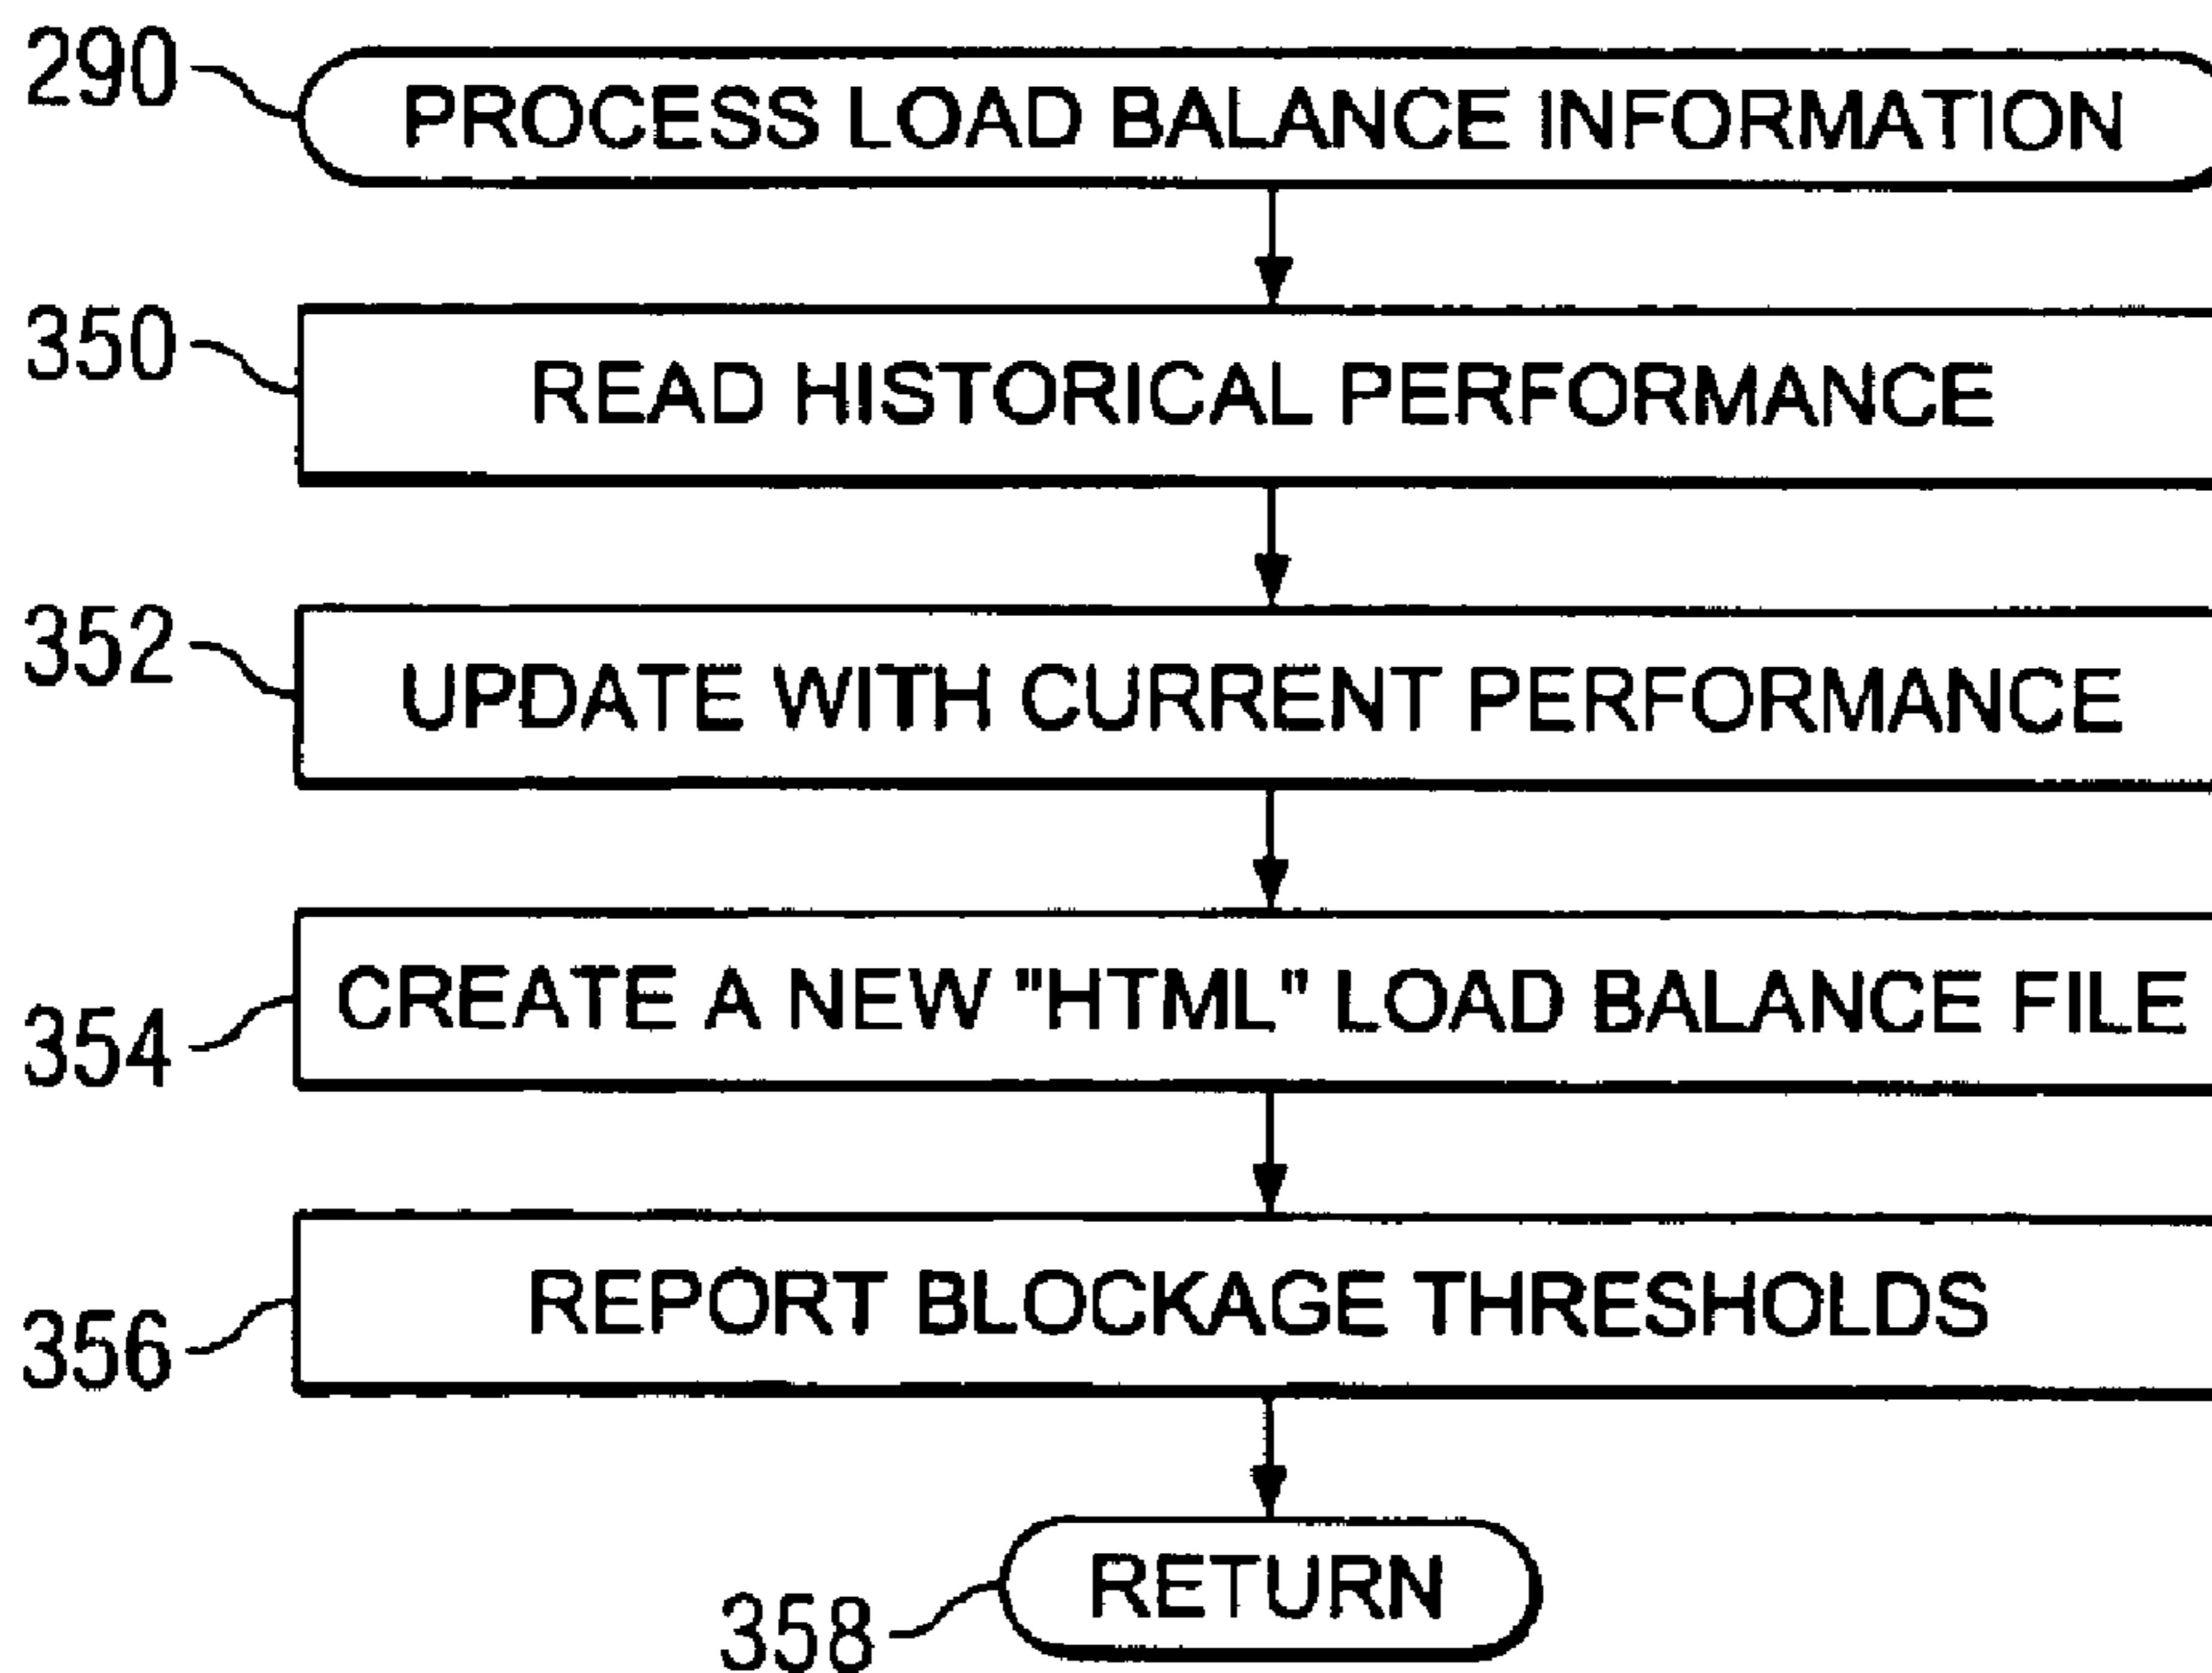 290
PROCESS LOAD BALANCE INFORMATION
350
READ HISTORICAL PERFORMANCE
352
UPDATE WITH CURRENT PERFORMANCE
354
CREATE A NEW "HTML" LOAD BALANCE FILE
356
REPORT BLOCKAGE THRESHOLDS
358
RETURN